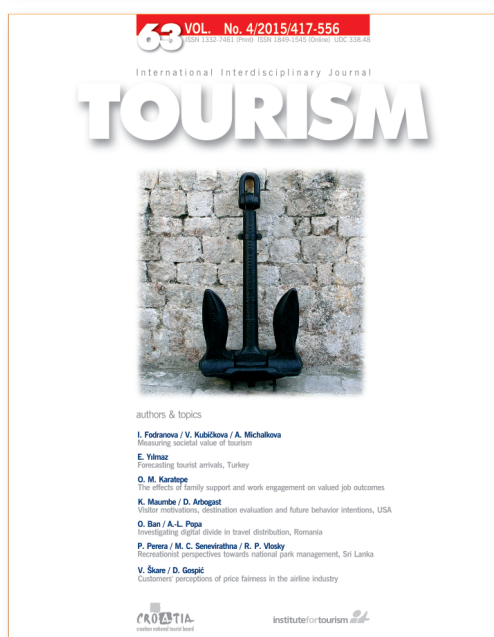 63 VOL. No. 4/2015/417-556
ISSN 1332-7461 (Print) ISSN 1849-1545 (Online) UDC 338.48
International Interdisciplinary Journal
TOURISM
authors & topics
I. Fodranova / V. Kubičkova / A. Michalkova
Measuring societal value of tourism
E. Yılmaz
Forecasting tourist arrivals, Turkey
O. M. Karatepe
The effects of family support and work engagement on valued job outcomes
K. Maumbe / D. Arbogast
Visitor motivations, destination evaluation and future behavior intentions, USA
O. Ban / A.-L. Popa
Investigating digital divide in travel distribution, Romania
P. Perera / M. C. Senevirathna / R. P. Vlosky
Recreationist perspectives towards national park management, Sri Lanka
V. Škare / D. Gospić
Customers' perceptions of price fairness in the airline industry
CROATIA
croatian national tourist board
institutefortourism